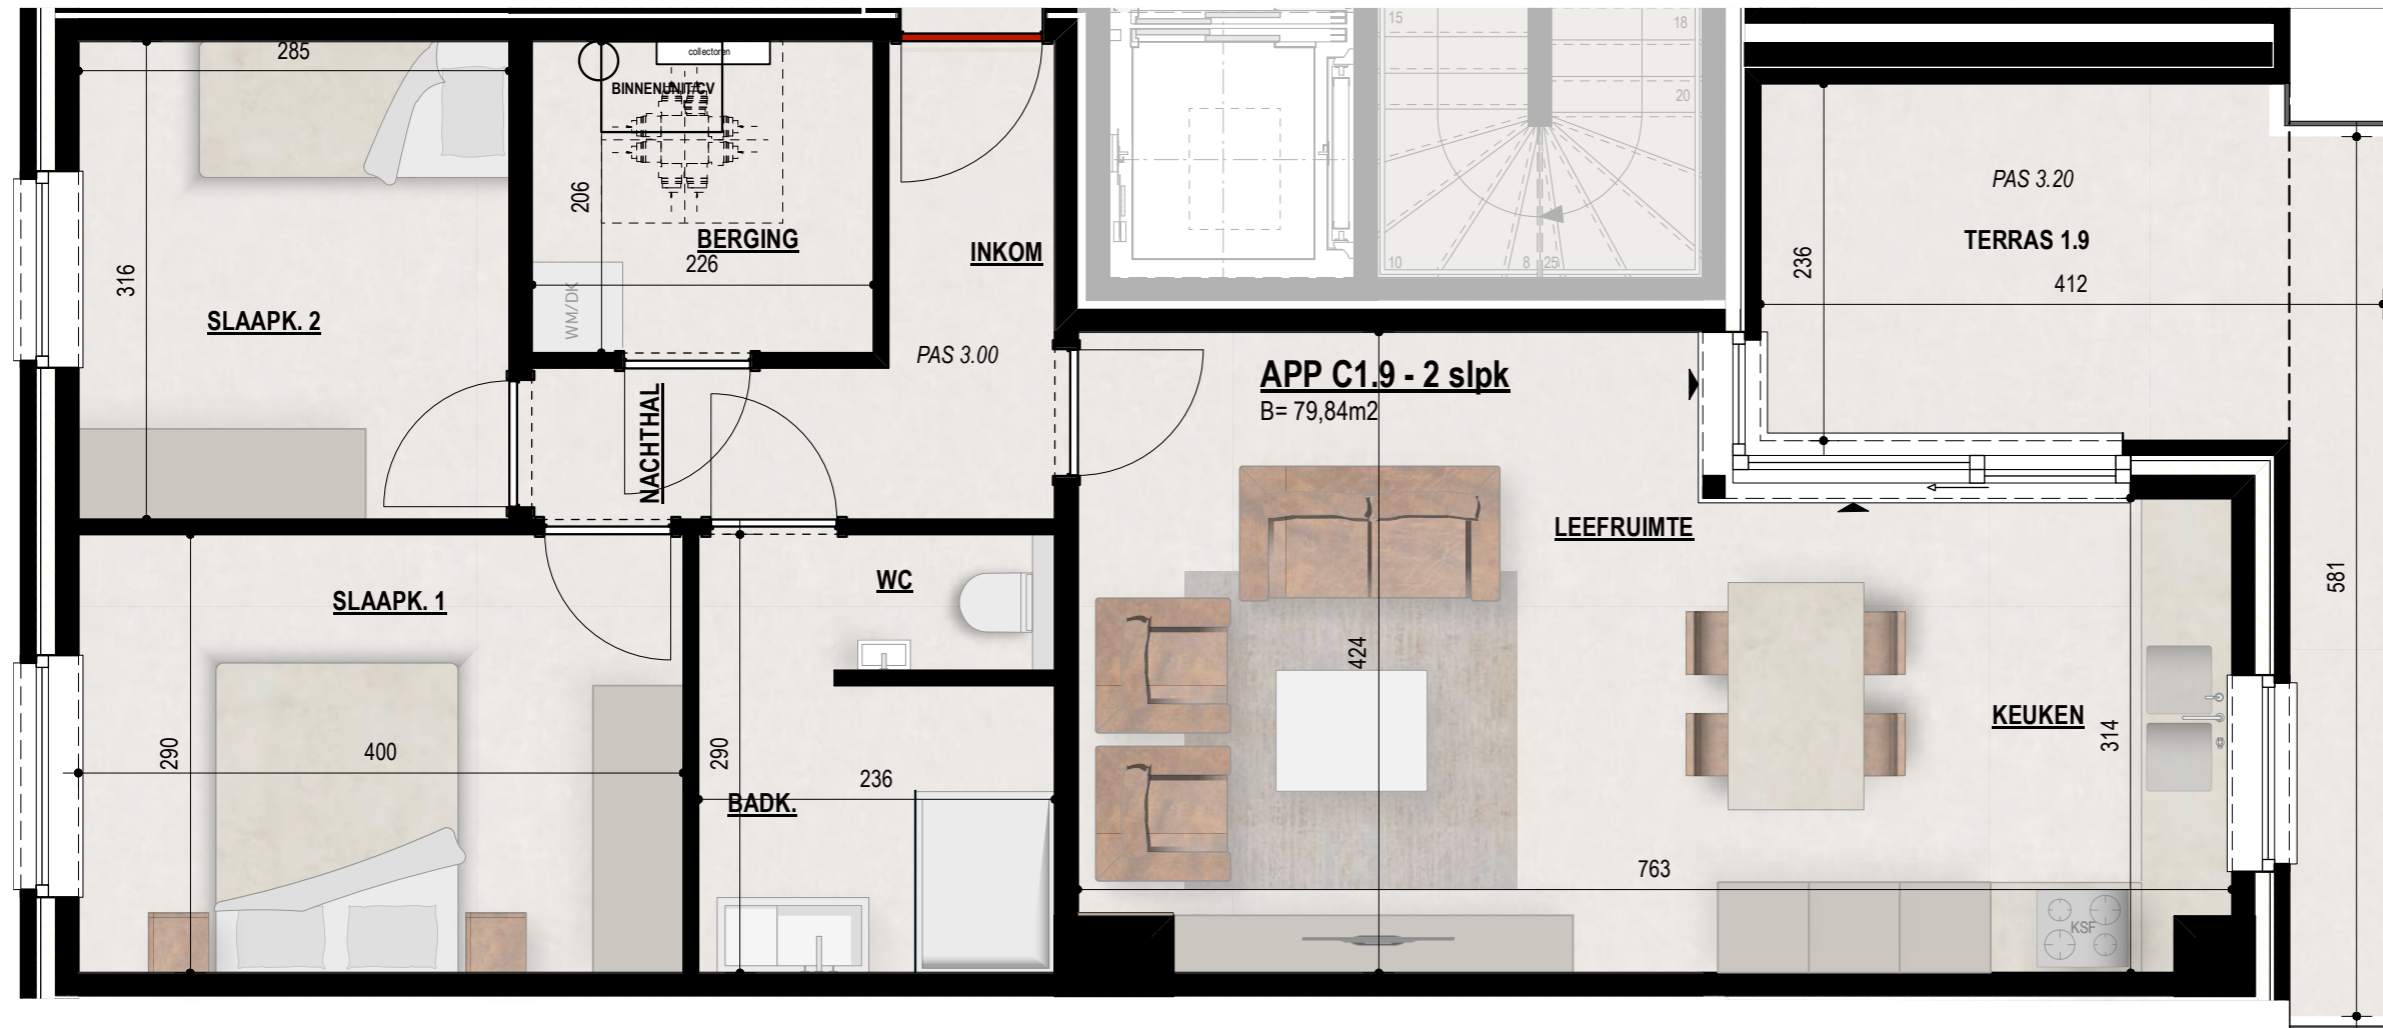 285
collectoren
BINNENUNIT CV
15
18
20
10
8
25
206
BERGING
226
WM/DK
INKOM
PAS 3.00
316
SLAAPK. 2
NACHTHAL
PAS 3.20
TERRAS 1.9
236
412
APP C1.9 - 2 slpk
B= 79,84m2
LEEFRUIMTE
581
WC
SLAAPK. 1
424
290
400
290
236
BADK.
KEUKEN
314
763
KSF